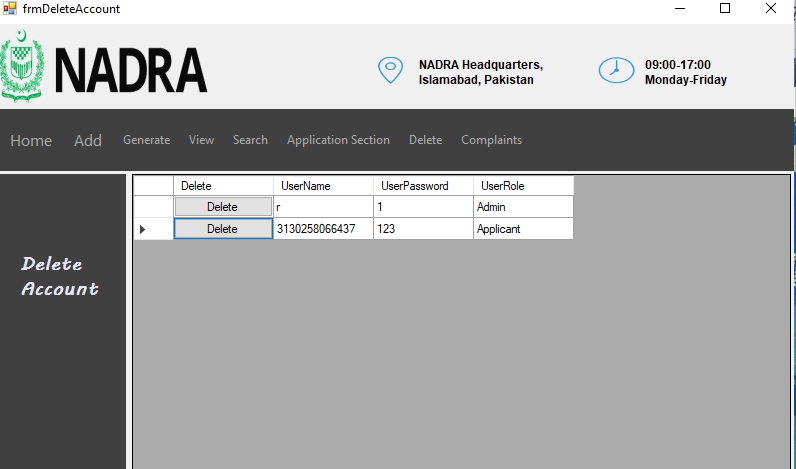 frmDeleteAccount
NADRA
NADRA Headquarters,
Islamabad, Pakistan
09:00-17:00
Monday-Friday
Home Add Generate View Search Application Section Delete Complaints
Delete
Account
Delete UserName UserPassword UserRole
Delete r 1 Admin
Delete 3130258066437 123 Applicant